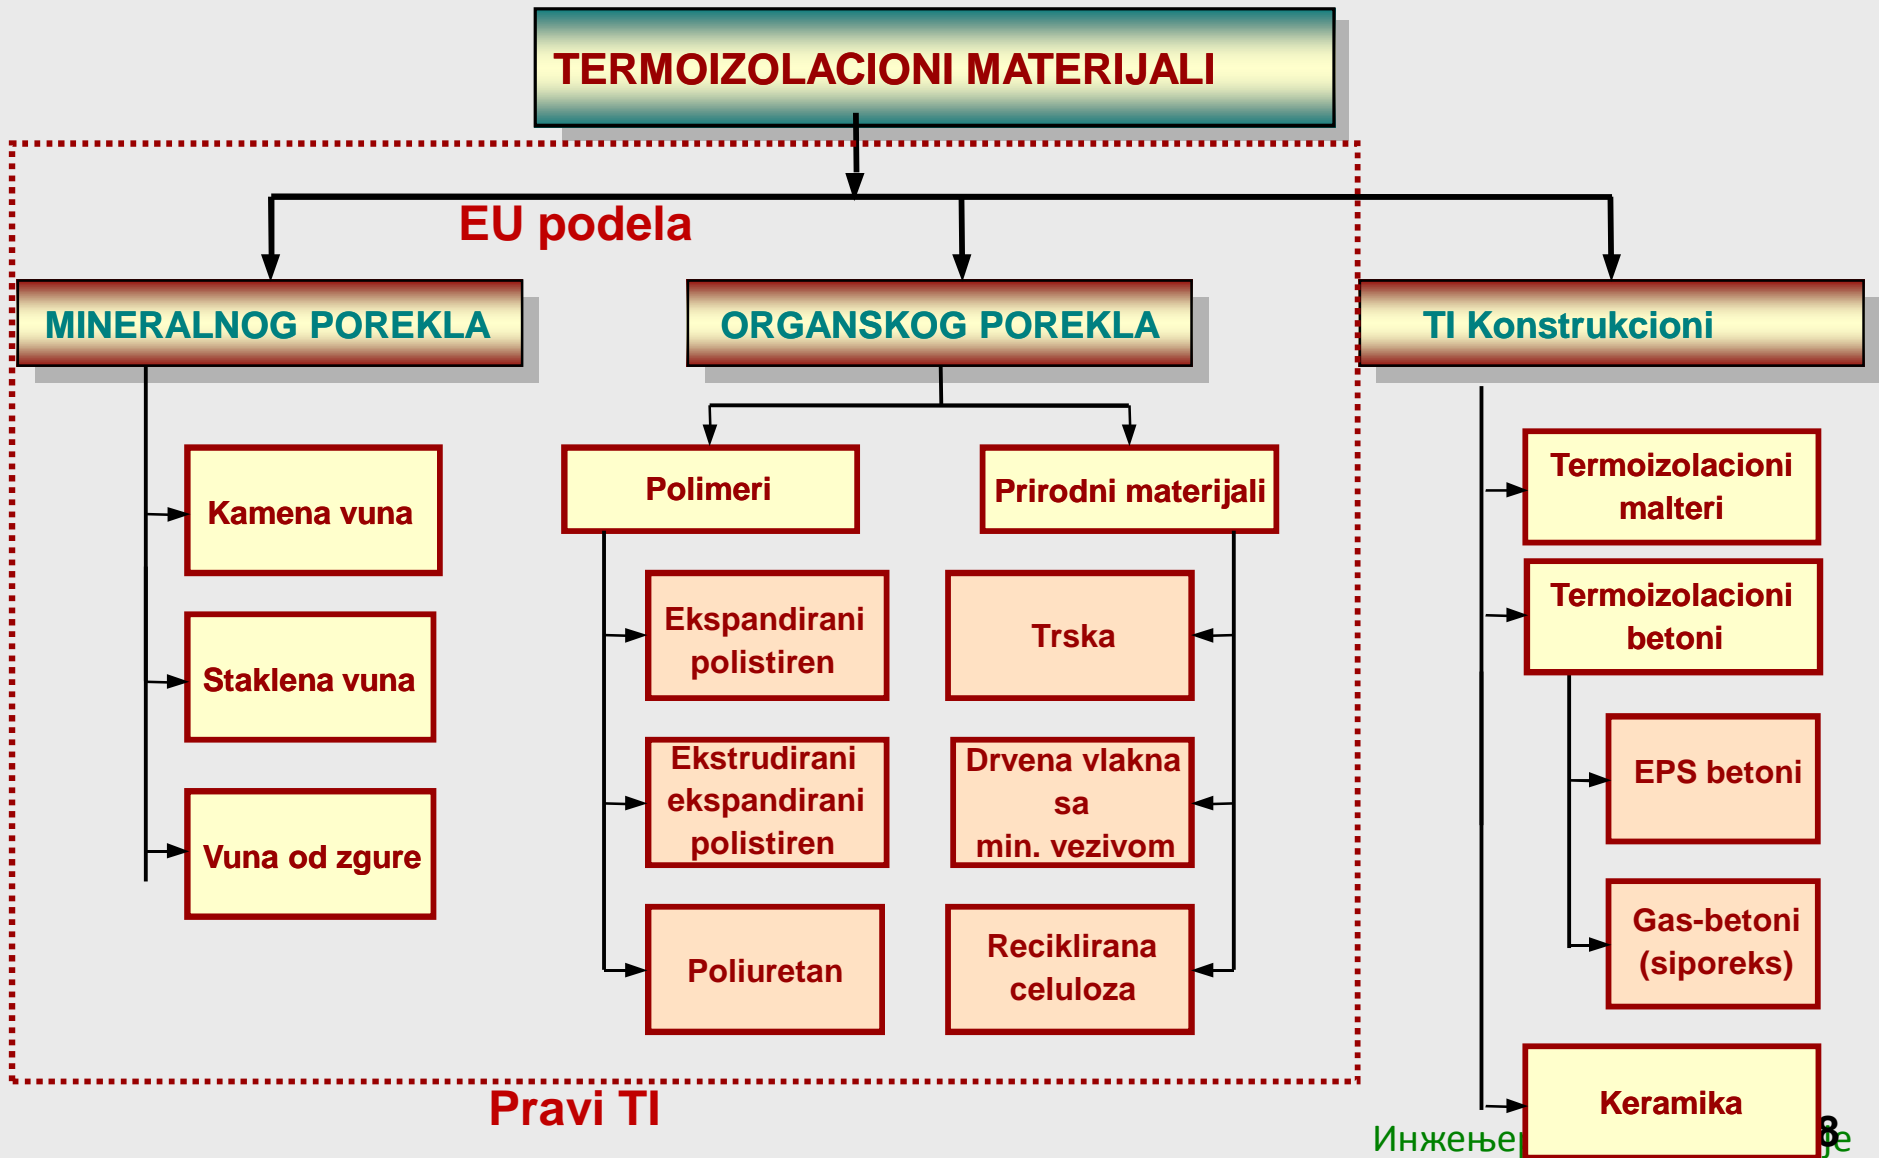 TERMOIZOLACIONI MATERIJALI
EU podela
MINERALNOG POREKLA
ORGANSKOG POREKLA
TI Konstrukcioni
Kamena vuna
Staklena vuna
Vuna od zgure
Polimeri
Ekspandirani
polistiren
Ekstrudirani
ekspandirani
polistiren
Poliuretan
Prirodni materijali
Trska
Drvena vlakna
sa
min. vezivom
Reciklirana
celuloza
Termoizolacioni
malteri
Termoizolacioni
betoni
EPS betoni
Gas-betoni
(siporeks)
Keramika
Pravi TI
8